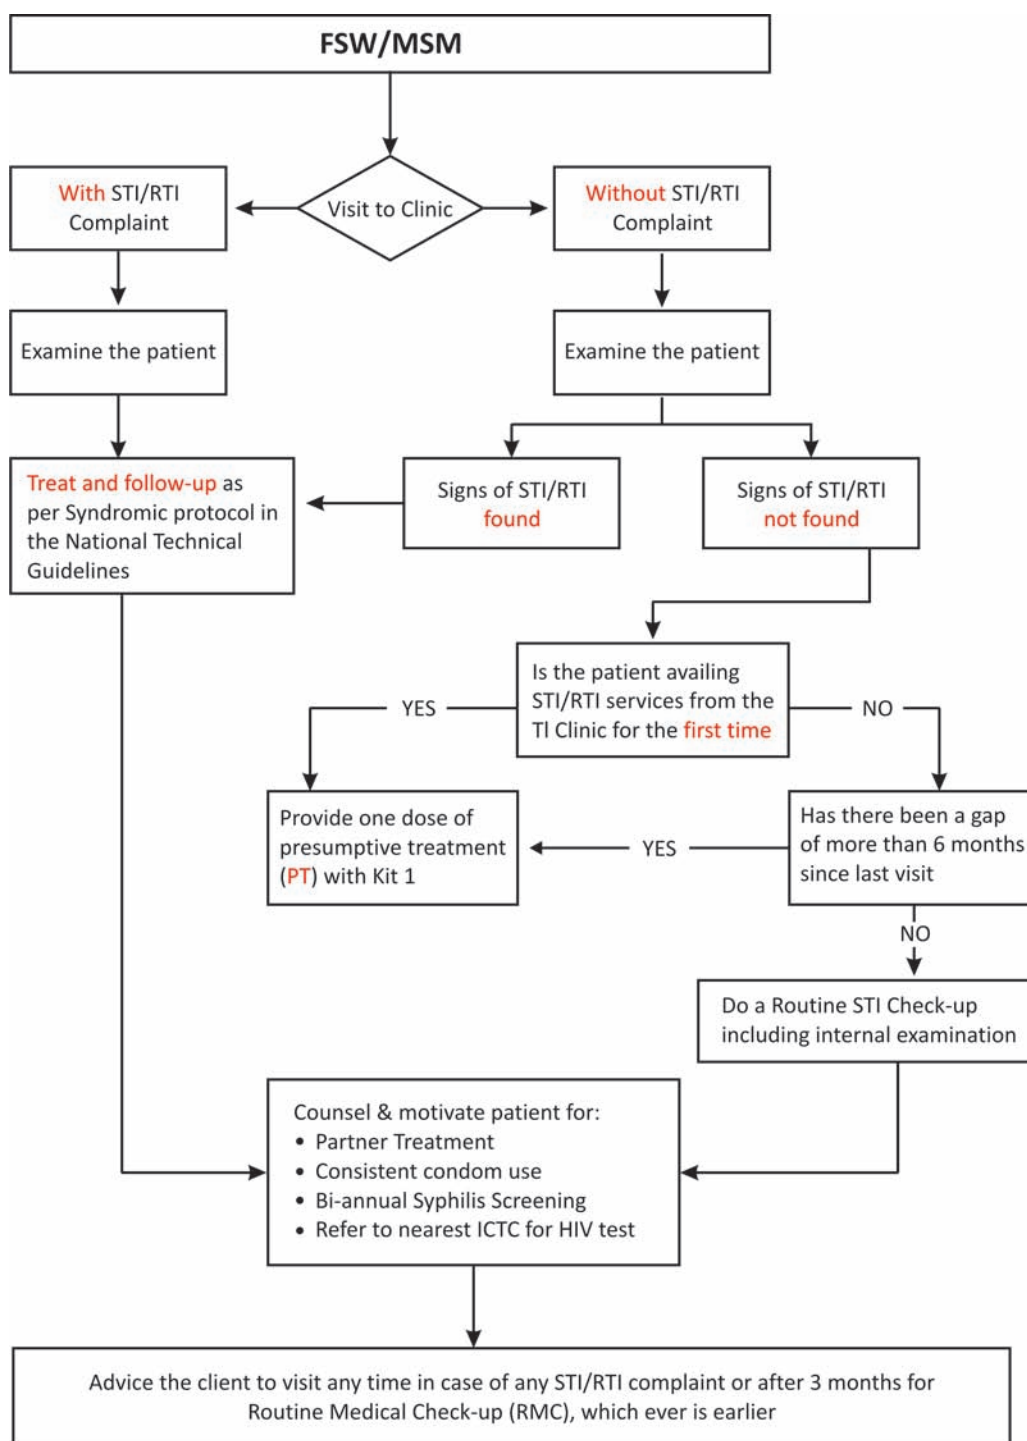 FSW/MSM
Visit to Clinic
With STI/RTI
Complaint
Without STI/RTI
Complaint
Examine the patient
Examine the patient
Treat and follow-up as
per Syndromic protocol in
the National Technical
Guidelines
Signs of STI/RTI
found
Signs of STI/RTI
not found
Is the patient availing
STI/RTI services from the
TI Clinic for the first time
YES
NO
Provide one dose of
presumptive treatment
(PT) with Kit 1
YES
Has there been a gap
of more than 6 months
since last visit
NO
Do a Routine STI Check-up
including internal examination
Counsel & motivate patient for:
• Partner Treatment
• Consistent condom use
• Bi-annual Syphilis Screening
• Refer to nearest ICTC for HIV test
Advice the client to visit any time in case of any STI/RTI complaint or after 3 months for
Routine Medical Check-up (RMC), which ever is earlier